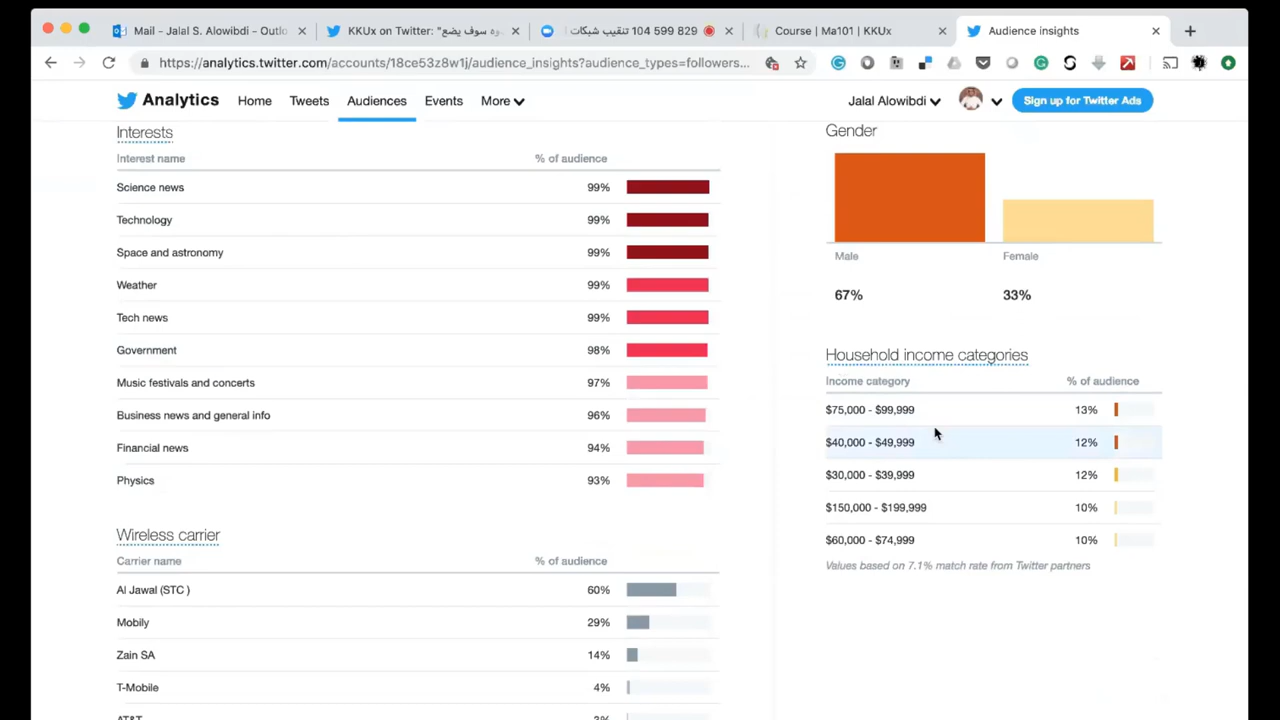 Mail - Jalal S. Alowibdi - Outlo
KKUx on Twitter: "وه سوف يضع
829 599 104 تنقيب شبكات ا
Course | Ma101 | KKUx
Audience insights
https://analytics.twitter.com/accounts/18ce53z8w1j/audience_insights?audience_types=followers...
Analytics
Home
Tweets
Audiences
Events
More
Jalal Alowibdi
Sign up for Twitter Ads
Interests
Interest name % of audience
Science news 99%
Technology 99%
Space and astronomy 99%
Weather 99%
Tech news 99%
Government 98%
Music festivals and concerts 97%
Business news and general info 96%
Financial news 94%
Physics 93%
Wireless carrier
Carrier name % of audience
Al Jawal (STC ) 60%
Mobily 29%
Zain SA 14%
T-Mobile 4%
AT&T 3%
Gender
Male Female
67% 33%
Household income categories
Income category % of audience
$75,000 - $99,999 13%
$40,000 - $49,999 12%
$30,000 - $39,999 12%
$150,000 - $199,999 10%
$60,000 - $74,999 10%
Values based on 7.1% match rate from Twitter partners